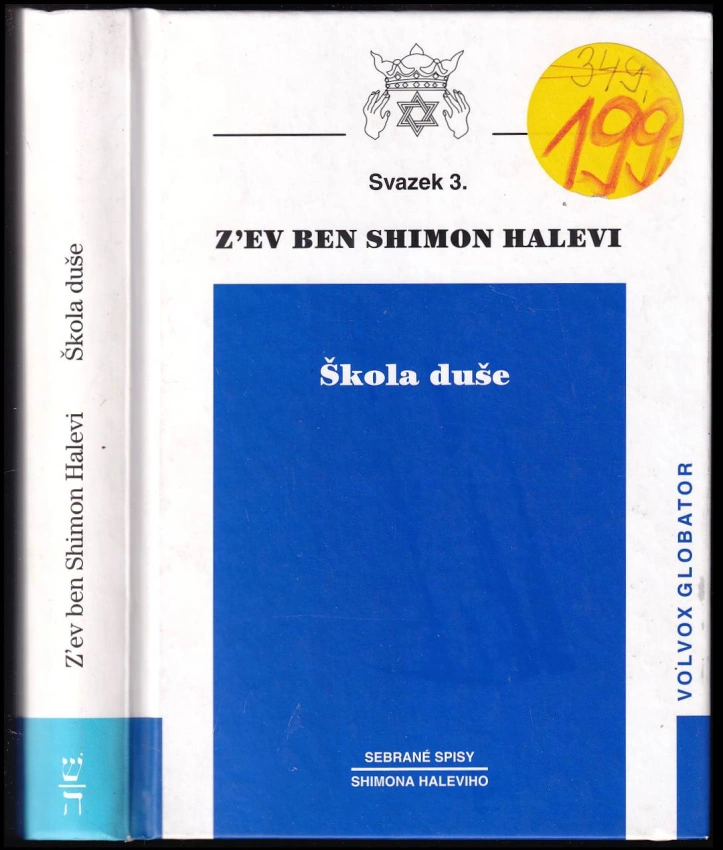 Z'ev ben Shimon Halevi Škola duše
שׁ
ה
349,
199,-
Svazek 3.
Z'EV BEN SHIMON HALEVI
Škola duše
SEBRANÉ SPISY
SHIMONA HALEVIHO
VOLVOX GLOBATOR